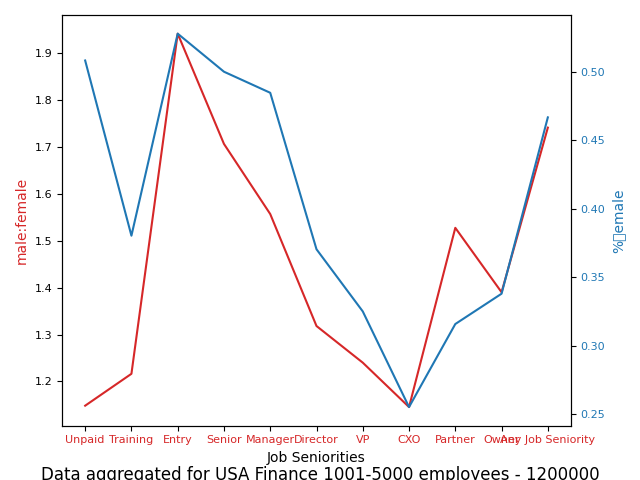 1.9
1.8
1.7
1.6
1.5
1.4
1.3
1.2
male:female
0.50
0.45
0.40
0.35
0.30
0.25
%▯emale
Unpaid Training Entry Senior Manager Director VP CXO Partner Owner Any Job Seniority
Job Seniorities
Data aggregated for USA Finance 1001-5000 employees - 1200000